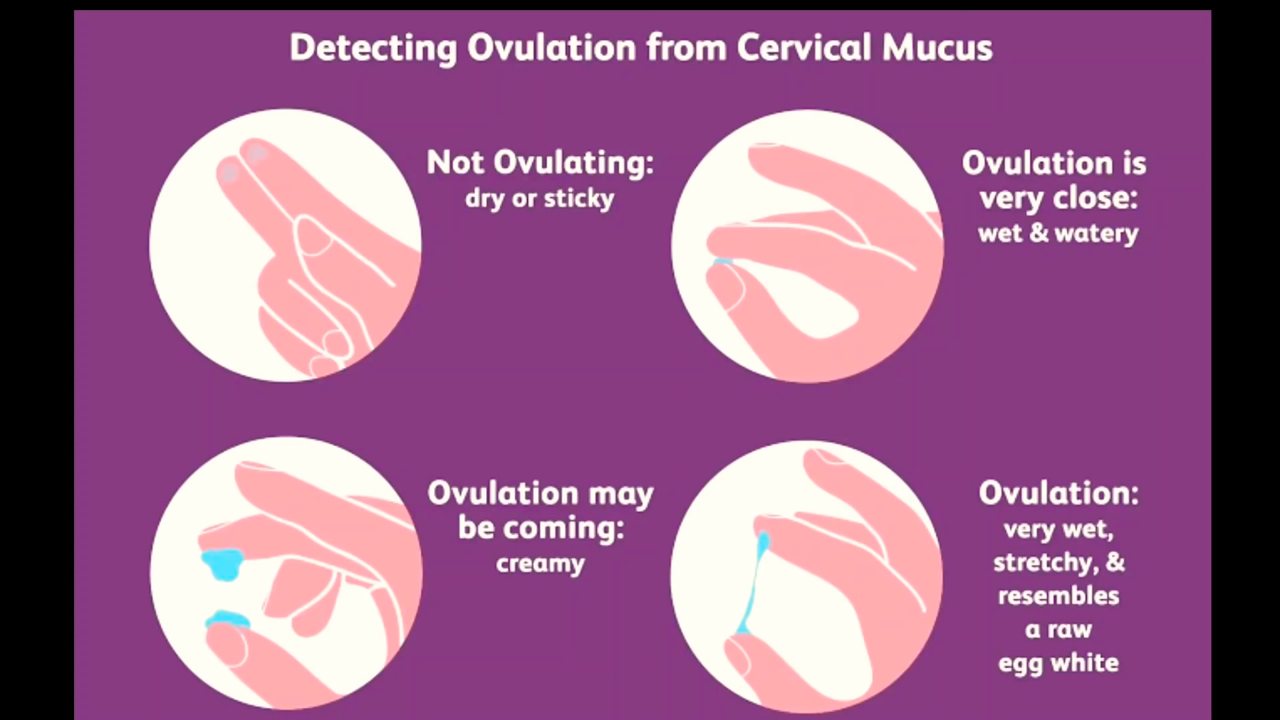 Detecting Ovulation from Cervical Mucus
Not Ovulating:
dry or sticky
Ovulation is
very close:
wet & watery
Ovulation may
be coming:
creamy
Ovulation:
very wet,
stretchy, &
resembles
a raw
egg white